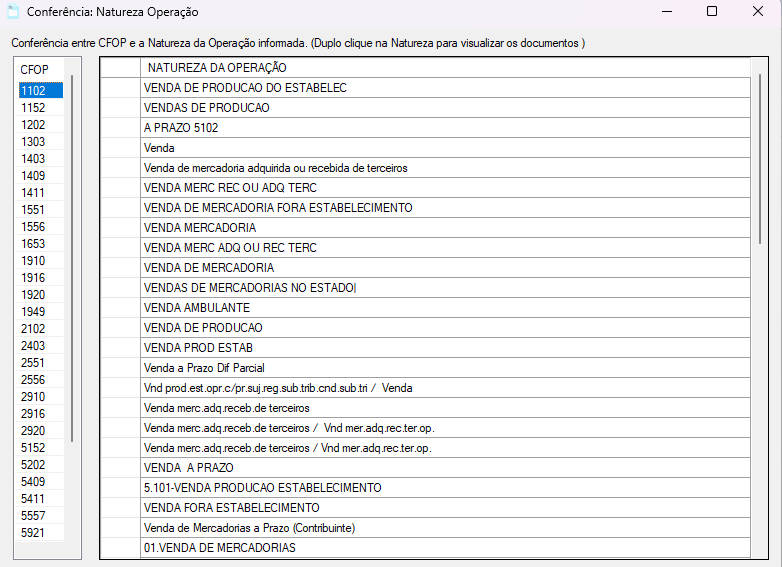 Conferência: Natureza Operação
Conferência entre CFOP e a Natureza da Operação informada. (Duplo clique na Natureza para visualizar os documentos )
CFOP
1102
1152
1202
1303
1403
1409
1411
1551
1556
1653
1910
1916
1920
1949
2102
2403
2551
2556
2910
2916
2920
5152
5202
5409
5411
5557
5921
NATUREZA DA OPERAÇÃO
VENDA DE PRODUCAO DO ESTABELEC
VENDAS DE PRODUCAO
A PRAZO 5102
Venda
Venda de mercadoria adquirida ou recebida de terceiros
VENDA MERC REC OU ADQ TERC
VENDA DE MERCADORIA FORA ESTABELECIMENTO
VENDA MERCADORIA
VENDA MERC ADQ OU REC TERC
VENDA DE MERCADORIA
VENDAS DE MERCADORIAS NO ESTADO|
VENDA AMBULANTE
VENDA DE PRODUCAO
VENDA PROD ESTAB
Venda a Prazo Dif Parcial
Vnd prod.est.opr.c/pr.suj.reg.sub.trib.cnd.sub.tri /  Venda
Venda merc.adq.receb.de terceiros
Venda merc.adq.receb.de terceiros /  Vnd mer.adq.rec.ter.op.
Venda merc.adq.receb.de terceiros / Vnd mer.adq.rec.ter.op.
VENDA  A PRAZO
5.101-VENDA PRODUCAO ESTABELECIMENTO
VENDA FORA ESTABELECIMENTO
Venda de Mercadorias a Prazo (Contribuinte)
01.VENDA DE MERCADORIAS